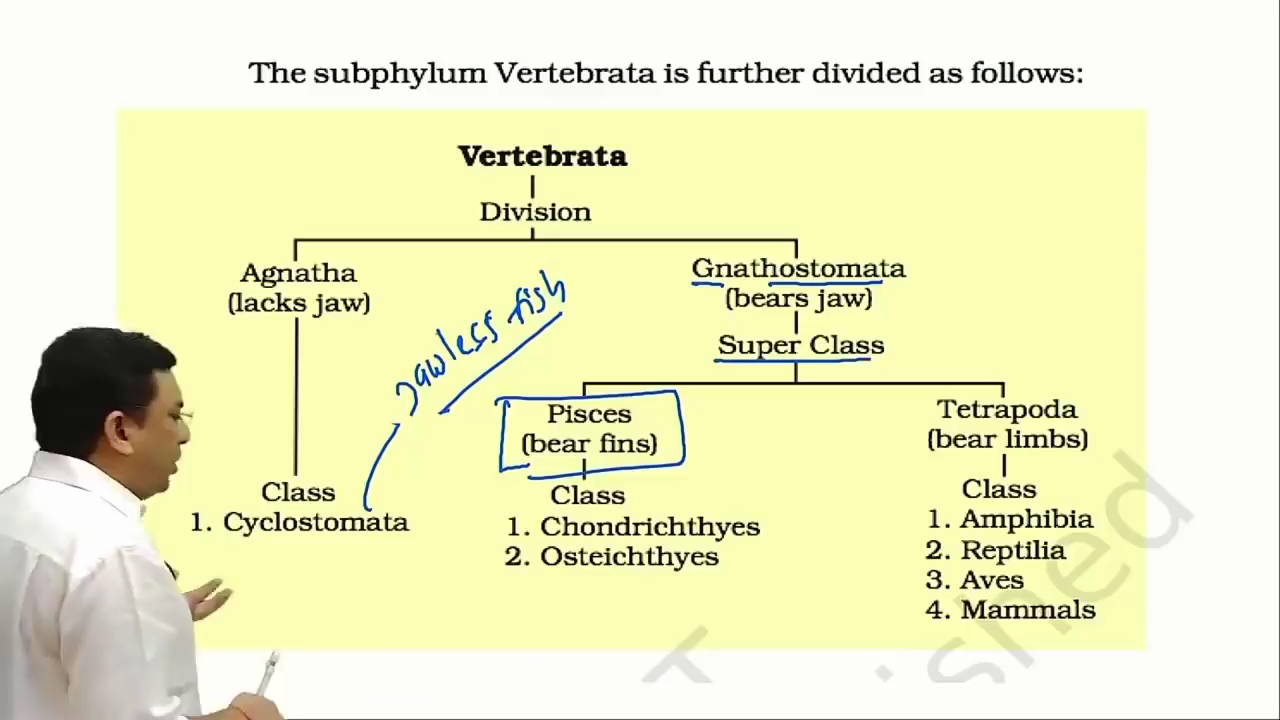 The subphylum Vertebrata is further divided as follows:
Vertebrata
Division
Agnatha
(lacks jaw)
Gnathostomata
(bears jaw)
Super Class
Jawless fish
Pisces
(bear fins)
Tetrapoda
(bear limbs)
Class
1. Cyclostomata
Class
1. Chondrichthyes
2. Osteichthyes
Class
1. Amphibia
2. Reptilia
3. Aves
4. Mammals